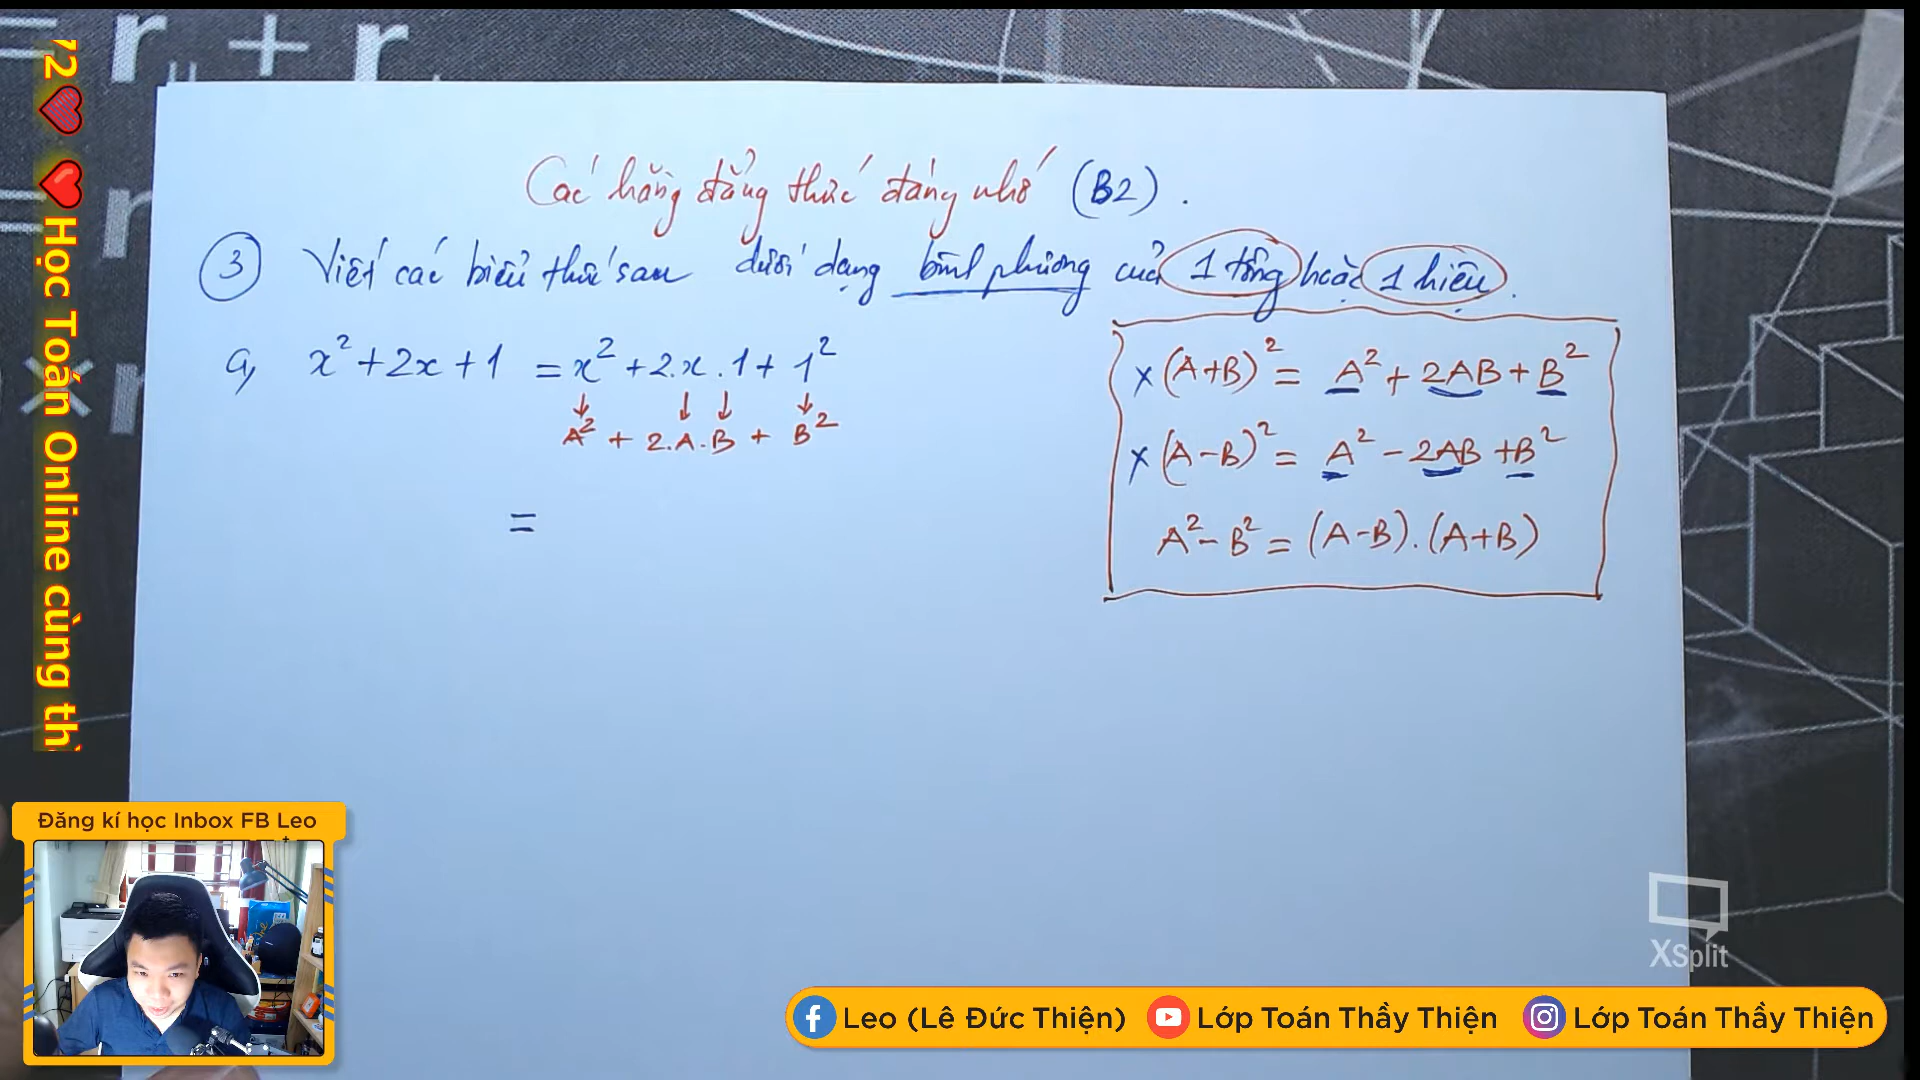 Các hằng đẳng thức đáng nhớ (B2).
③ Viết các biểu thức sau dưới dạng bình phương của 1 tổng hoặc 1 hiệu.
a, x² + 2x + 1 = x² + 2.x.1 + 1²
A² + 2.A.B + B²
=
× (A+B)² = A² + 2AB + B²
× (A-B)² = A² - 2AB + B²
A² - B² = (A-B).(A+B)
72 ♥ ♥ Học Toán Online cùng th
= r + r
Đăng kí học Inbox FB Leo
XSplit
Leo (Lê Đức Thiện) Lớp Toán Thầy Thiện Lớp Toán Thầy Thiện